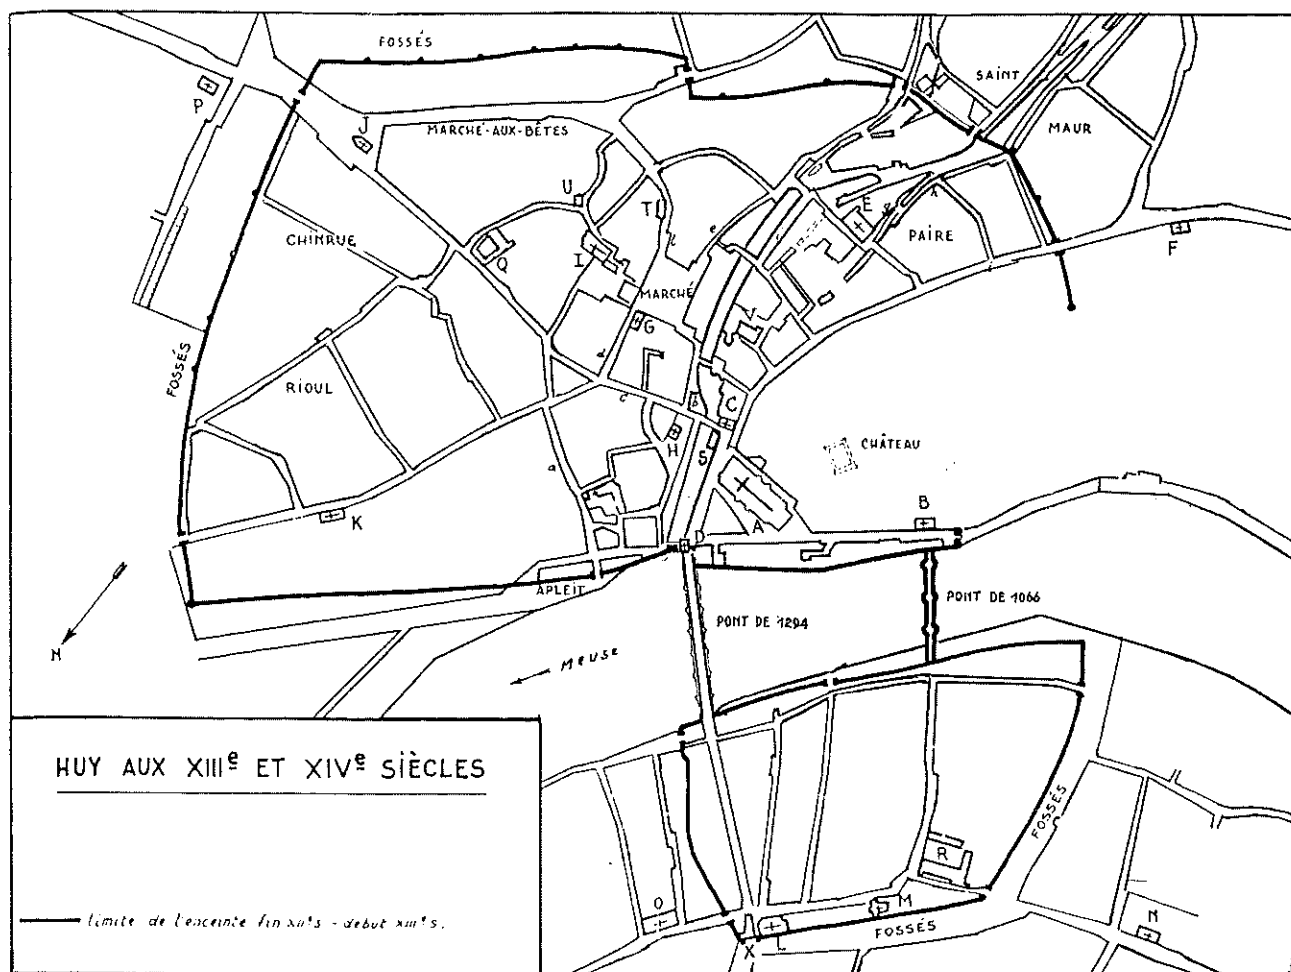 FOSSÉS
SAINT
P
J
MARCHÉ-AUX-BÊTES
MAUR
U
E
T
CHINRUE
PAIRE
F
Q
I
e
l
MARCHÉ
G
FOSSÉS
d
RIOUL
c
b
C
H
S
CHÂTEAU
a
K
A
B
D
APLEIT
PONT DE 1066
PONT DE 1294
N
MEUSE
HUY AUX XIIIe ET XIVe SIÈCLES
FOSSÉS
R
O
M
N
FOSSÉS
X
limite de l'enceinte fin XIIe s - début XIIIe s.